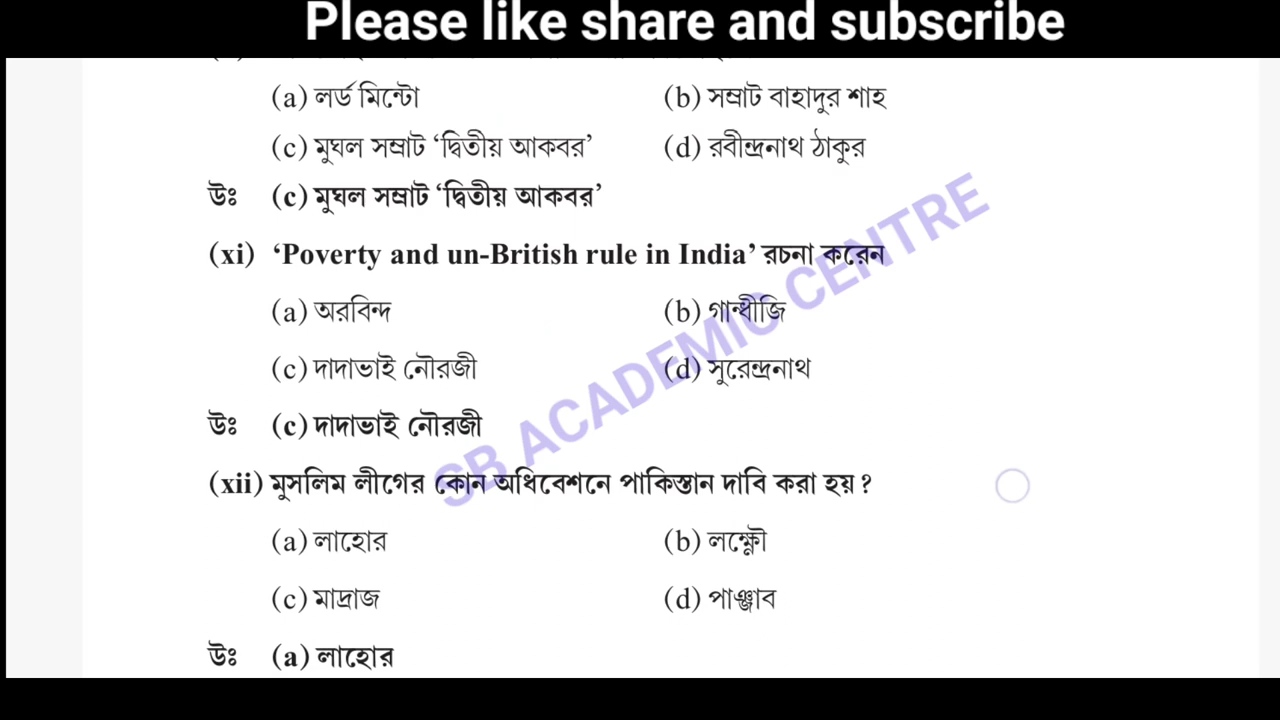 Please like share and subscribe
(a) লর্ড মিন্টো (b) সম্রাট বাহাদুর শাহ
(c) মুঘল সম্রাট ‘দ্বিতীয় আকবর’ (d) রবীন্দ্রনাথ ঠাকুর
উঃ (c) মুঘল সম্রাট ‘দ্বিতীয় আকবর’
(xi) ‘Poverty and un-British rule in India’ রচনা করেন
(a) অরবিন্দ (b) গান্ধীজি
(c) দাদাভাই নৌরজী (d) সুরেন্দ্রনাথ
উঃ (c) দাদাভাই নৌরজী
(xii) মুসলিম লীগের কোন অধিবেশনে পাকিস্তান দাবি করা হয় ?
(a) লাহোর (b) লক্ষ্ণৌ
(c) মাদ্রাজ (d) পাঞ্জাব
উঃ (a) লাহোর
SB ACADEMIC CENTRE